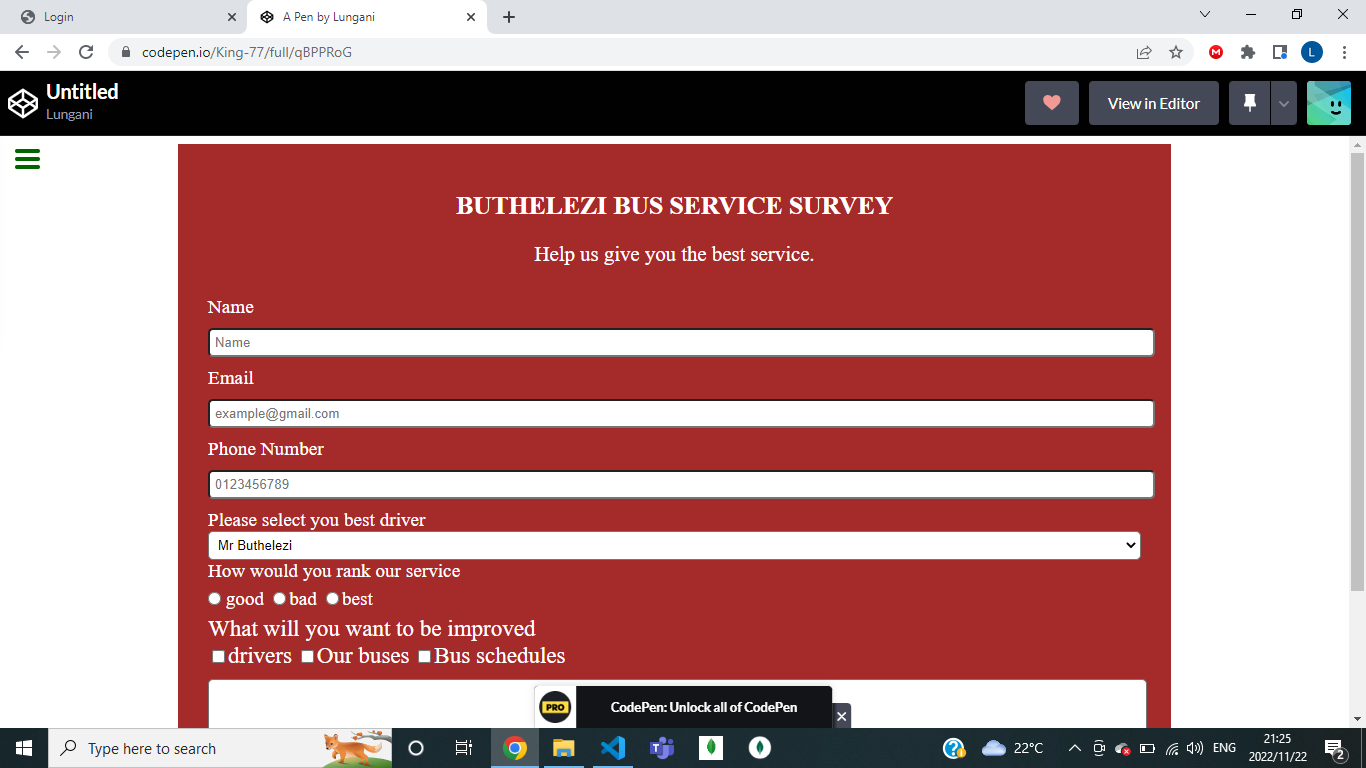 Login
A Pen by Lungani
codepen.io/King-77/full/qBPPRoG
L
Untitled
Lungani
View in Editor
BUTHELEZI BUS SERVICE SURVEY
Help us give you the best service.
Name
Name
Email
example@gmail.com
Phone Number
0123456789
Please select you best driver
Mr Buthelezi
How would you rank our service
good bad best
What will you want to be improved
drivers Our buses Bus schedules
PRO CodePen: Unlock all of CodePen
Type here to search
22°C
ENG
21:25
2022/11/22
2